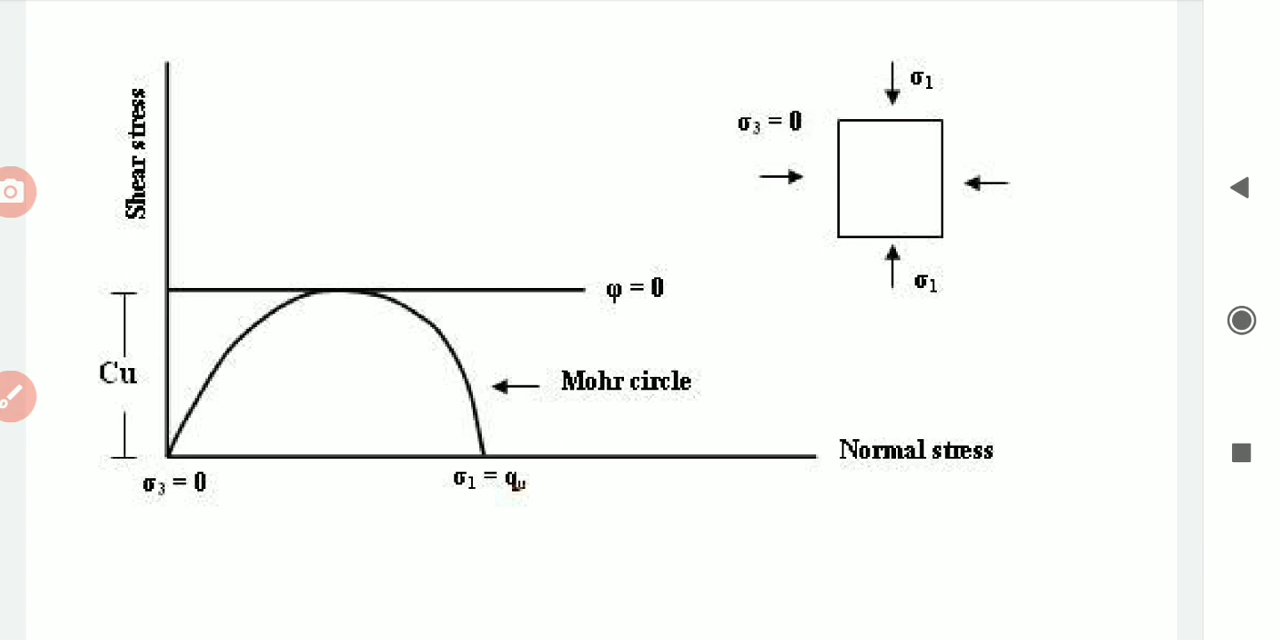 Shear stress
σ1
σ3 = 0
σ1
φ = 0
Cu
Mohr circle
Normal stress
σ3 = 0
σ1 = qu